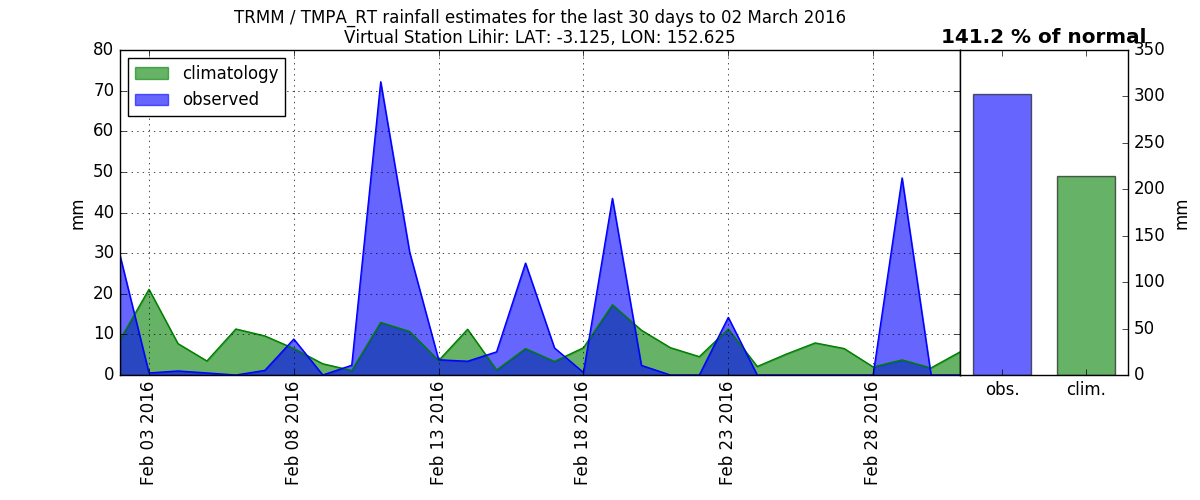 TRMM / TMPA_RT rainfall estimates for the last 30 days to 02 March 2016
Virtual Station Lihir: LAT: -3.125, LON: 152.625
141.2 % of normal
climatology
observed
80
70
60
50
40
30
20
10
0
mm
Feb 03 2016
Feb 08 2016
Feb 13 2016
Feb 18 2016
Feb 23 2016
Feb 28 2016
350
300
250
200
150
100
50
0
mm
obs.
clim.